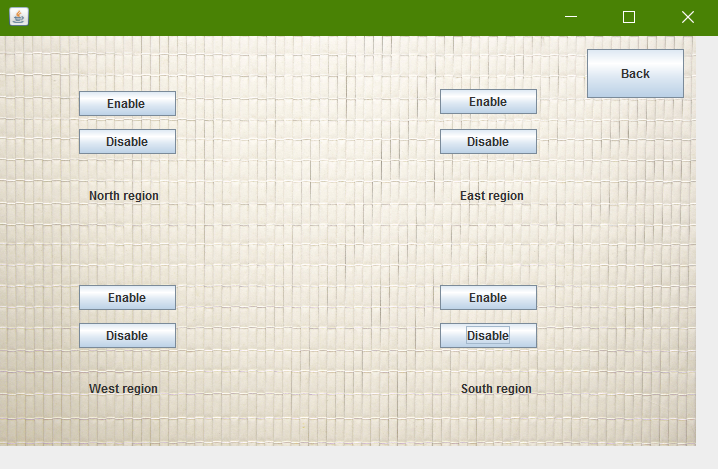 Back
Enable
Disable
North region
Enable
Disable
East region
Enable
Disable
West region
Enable
Disable
South region